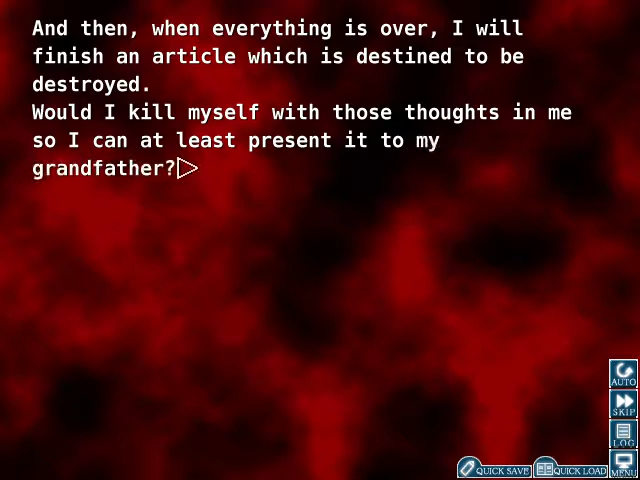 And then, when everything is over, I will
finish an article which is destined to be
destroyed.
Would I kill myself with those thoughts in me
so I can at least present it to my
grandfather?
AUTO
SKIP
LOG
QUICK SAVE
QUICK LOAD
MENU